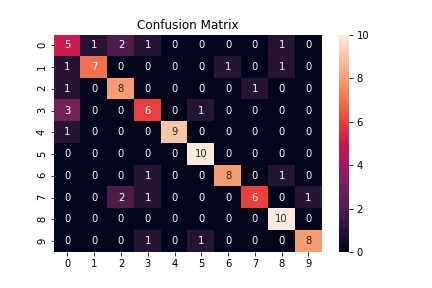 Confusion Matrix
0 5 1 2 1 0 0 0 0 1 0
1 1 7 0 0 0 0 1 0 1 0
2 1 0 8 0 0 0 0 1 0 0
3 3 0 0 6 0 1 0 0 0 0
4 1 0 0 0 9 0 0 0 0 0
5 0 0 0 0 0 10 0 0 0 0
6 0 0 0 1 0 0 8 0 1 0
7 0 0 2 1 0 0 0 6 0 1
8 0 0 0 0 0 0 0 0 10 0
9 0 0 0 1 0 1 0 0 0 8
0 1 2 3 4 5 6 7 8 9
10
8
6
4
2
0